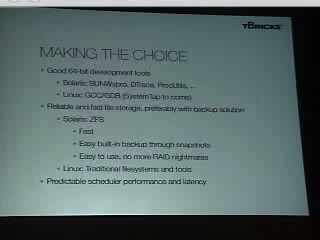 TBRICKS
MAKING THE CHOICE
• Good 64-bit development tools
• Solaris: SUNWspro, DTrace, ProcUtils, ...
• Linux: GCC/GDB (SystemTap to come)
• Reliable and fast file storage, preferably with backup solution
• Solaris: ZFS
• Fast
• Easy built-in backup through snapshots
• Easy to use, no more RAID nightmares
• Linux: Traditional filesystems and tools
• Predictable scheduler performance and latency